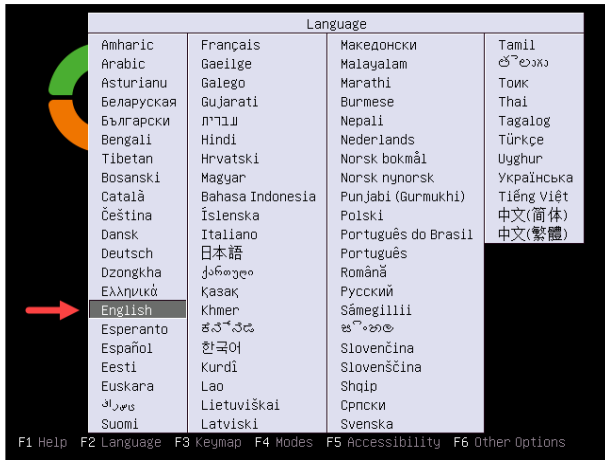 Language
Amharic
Arabic
Asturianu
Беларуская
Български
Bengali
Tibetan
Bosanski
Català
Čeština
Dansk
Deutsch
Dzongkha
Ελληνικά
English
Esperanto
Español
Eesti
Euskara
Suomi
Français
Gaeilge
Galego
Gujarati
עברית
Hindi
Hrvatski
Magyar
Bahasa Indonesia
Íslenska
Italiano
日本語
ქართული
Қазақ
Khmer
ಕನ್ನಡ
한국어
Kurdî
Lao
Lietuviškai
Latviski
Македонски
Malayalam
Marathi
Burmese
Nepali
Nederlands
Norsk bokmål
Norsk nynorsk
Punjabi (Gurmukhi)
Polski
Português do Brasil
Português
Română
Русский
Sámegillii
සිංහල
Slovenčina
Slovenščina
Shqip
Српски
Svenska
Tamil
తెలుగు
Тоик
Thai
Tagalog
Türkçe
Uyghur
Українська
Tiếng Việt
中文(简体)
中文(繁體)
F1 Help F2 Language F3 Keymap F4 Modes F5 Accessibility F6 Other Options